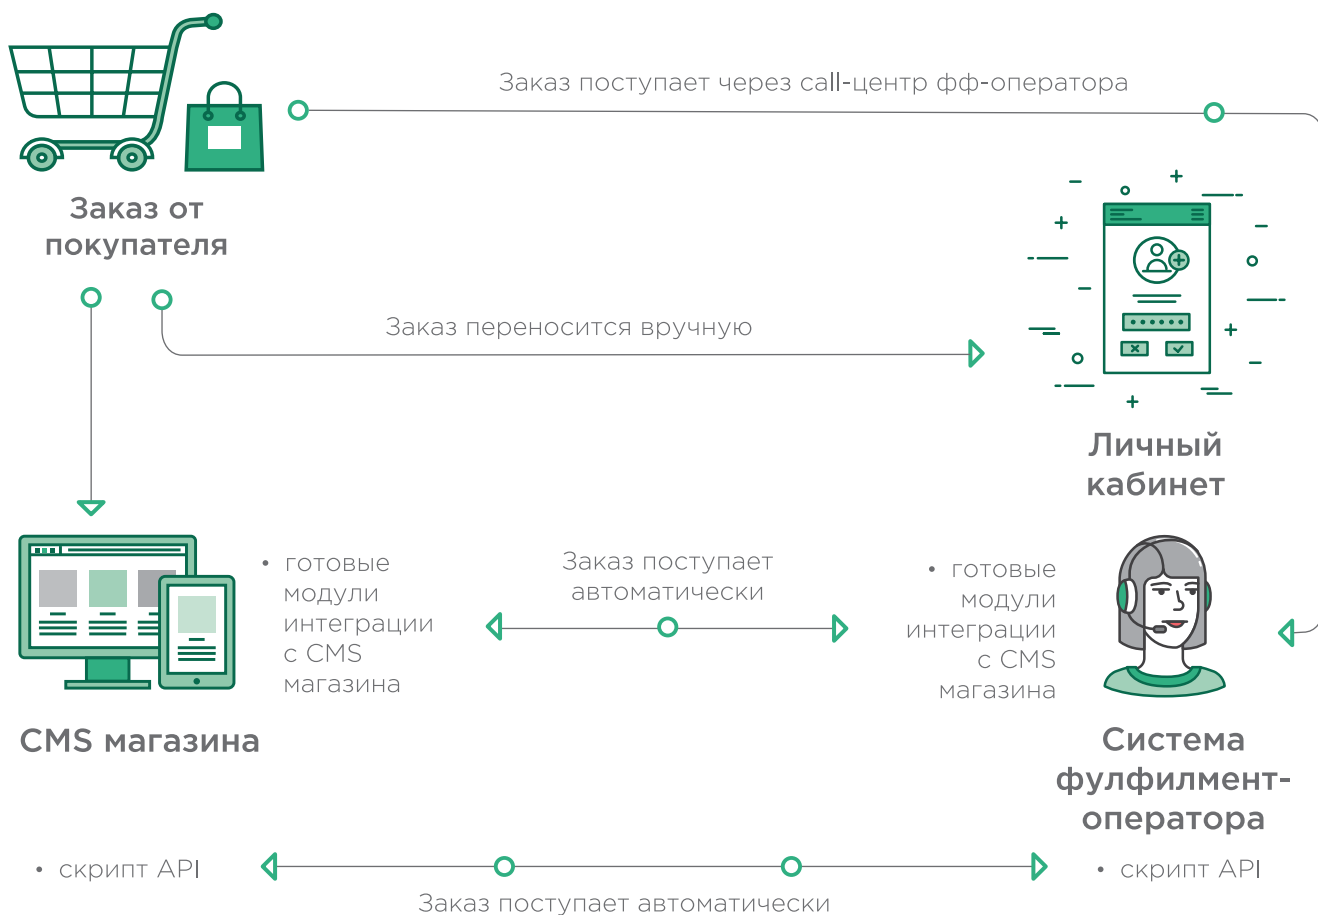 Заказ поступает через call-центр фф-оператора
Заказ от
покупателя
Заказ переносится вручную
Личный
кабинет
• готовые
модули
интеграции
с CMS
магазина
Заказ поступает
автоматически
• готовые
модули
интеграции
с CMS
магазина
CMS магазина
Система
фулфилмент-
оператора
• скрипт API
• скрипт API
Заказ поступает автоматически